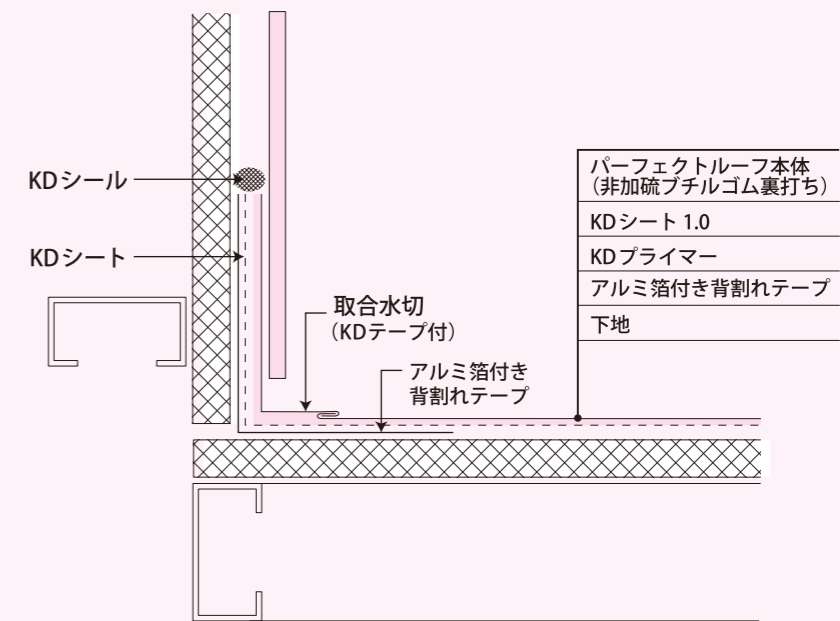 KDシール
KDシート
取合水切
（KDテープ付）
アルミ箔付き
背割れテープ
パーフェクトルーフ本体
（非加硫ブチルゴム裏打ち）
KDシート 1.0
KDプライマー
アルミ箔付き背割れテープ
下地